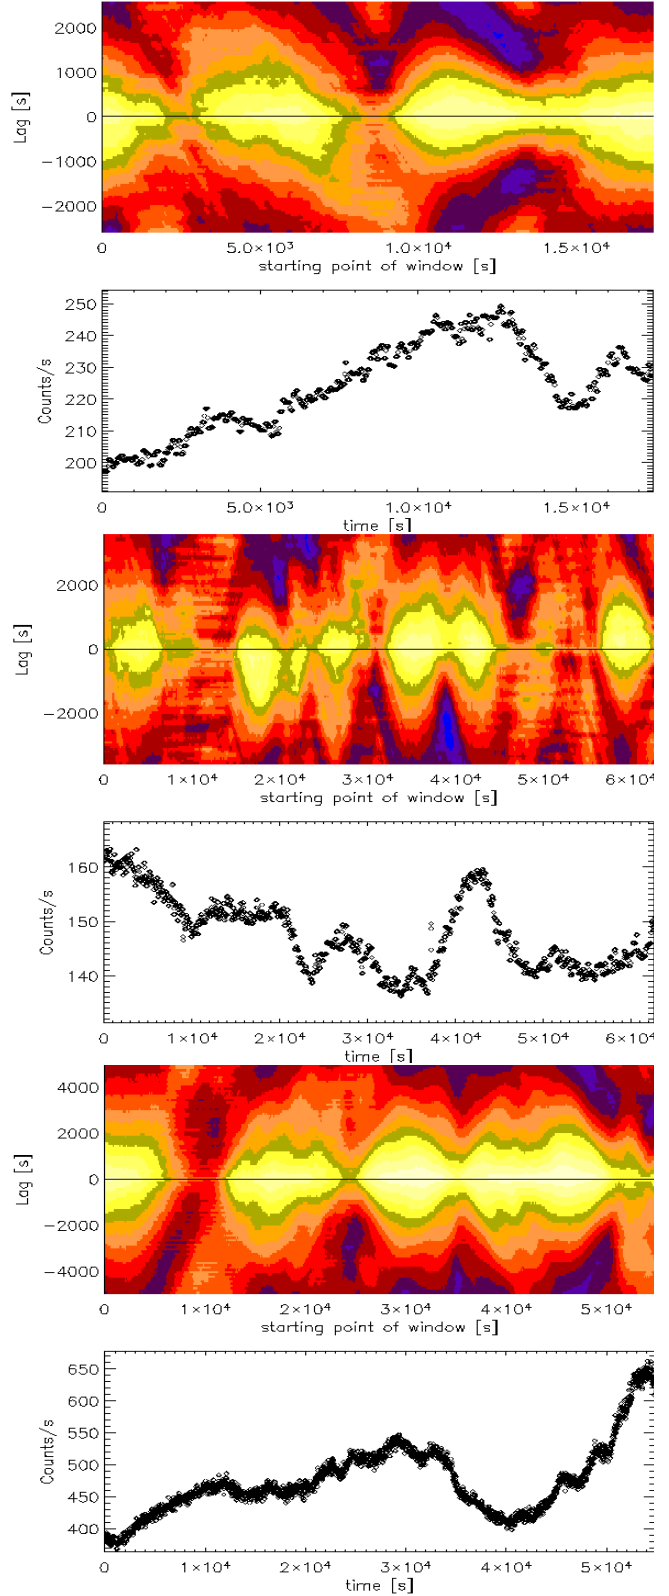 2000
1000
0
−1000
−2000
Lag [s]
0 5.0×10³ 1.0×10⁴ 1.5×10⁴
starting point of window [s]
250
240
230
220
210
200
Counts/s
0 5.0×10³ 1.0×10⁴ 1.5×10⁴
time [s]
2000
0
−2000
Lag [s]
0 1×10⁴ 2×10⁴ 3×10⁴ 4×10⁴ 5×10⁴ 6×10⁴
starting point of window [s]
160
150
140
Counts/s
0 1×10⁴ 2×10⁴ 3×10⁴ 4×10⁴ 5×10⁴ 6×10⁴
time [s]
4000
2000
0
−2000
−4000
Lag [s]
0 1×10⁴ 2×10⁴ 3×10⁴ 4×10⁴ 5×10⁴
starting point of window [s]
650
600
550
500
450
400
Counts/s
0 1×10⁴ 2×10⁴ 3×10⁴ 4×10⁴ 5×10⁴
time [s]